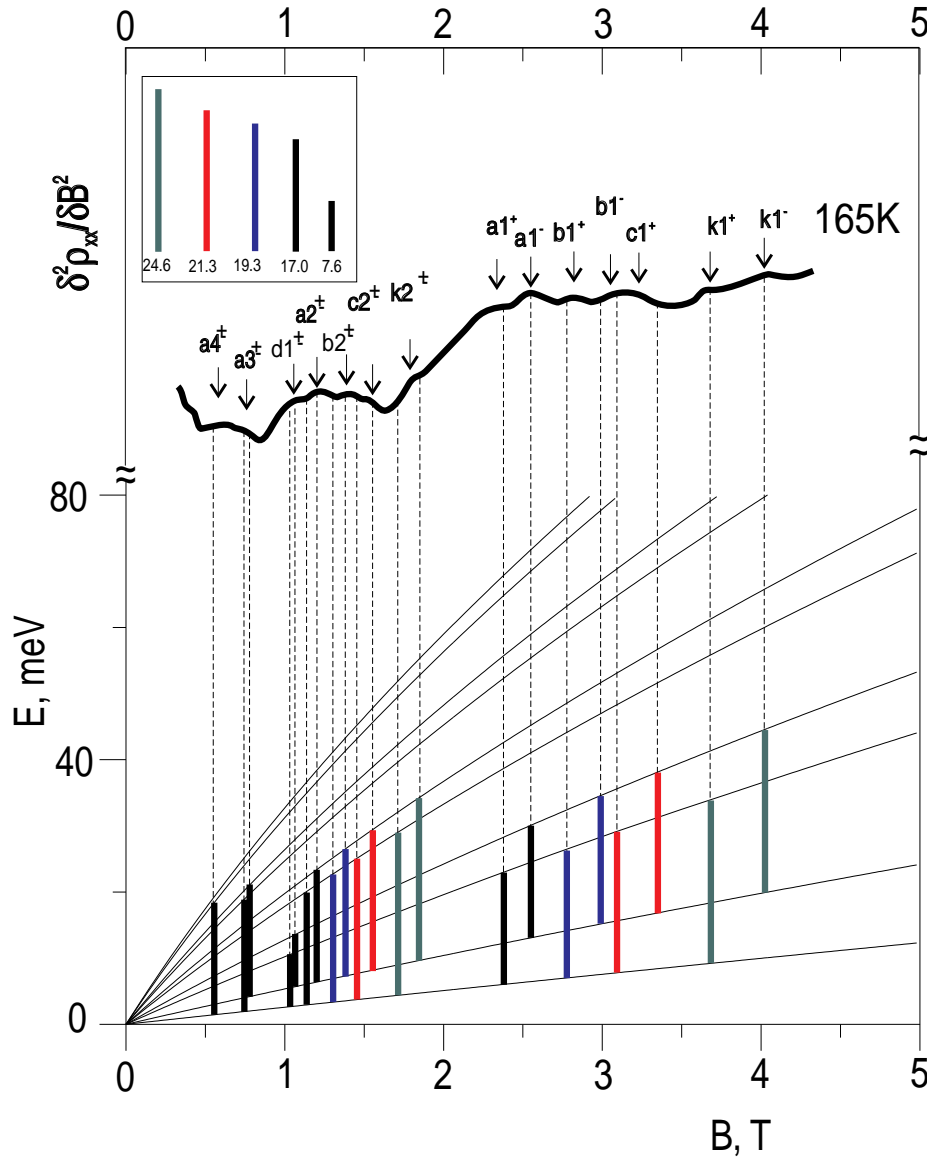 0 1 2 3 4 5
24.6 21.3 19.3 17.0 7.6
δ²ρxx/δB²
165K
a4± a3± d1± a2± b2± c2± k2± a1+ a1- b1+ b1- c1+ k1+ k1-
≈ ≈
80
40
0
E, meV
0 1 2 3 4 5
B, T